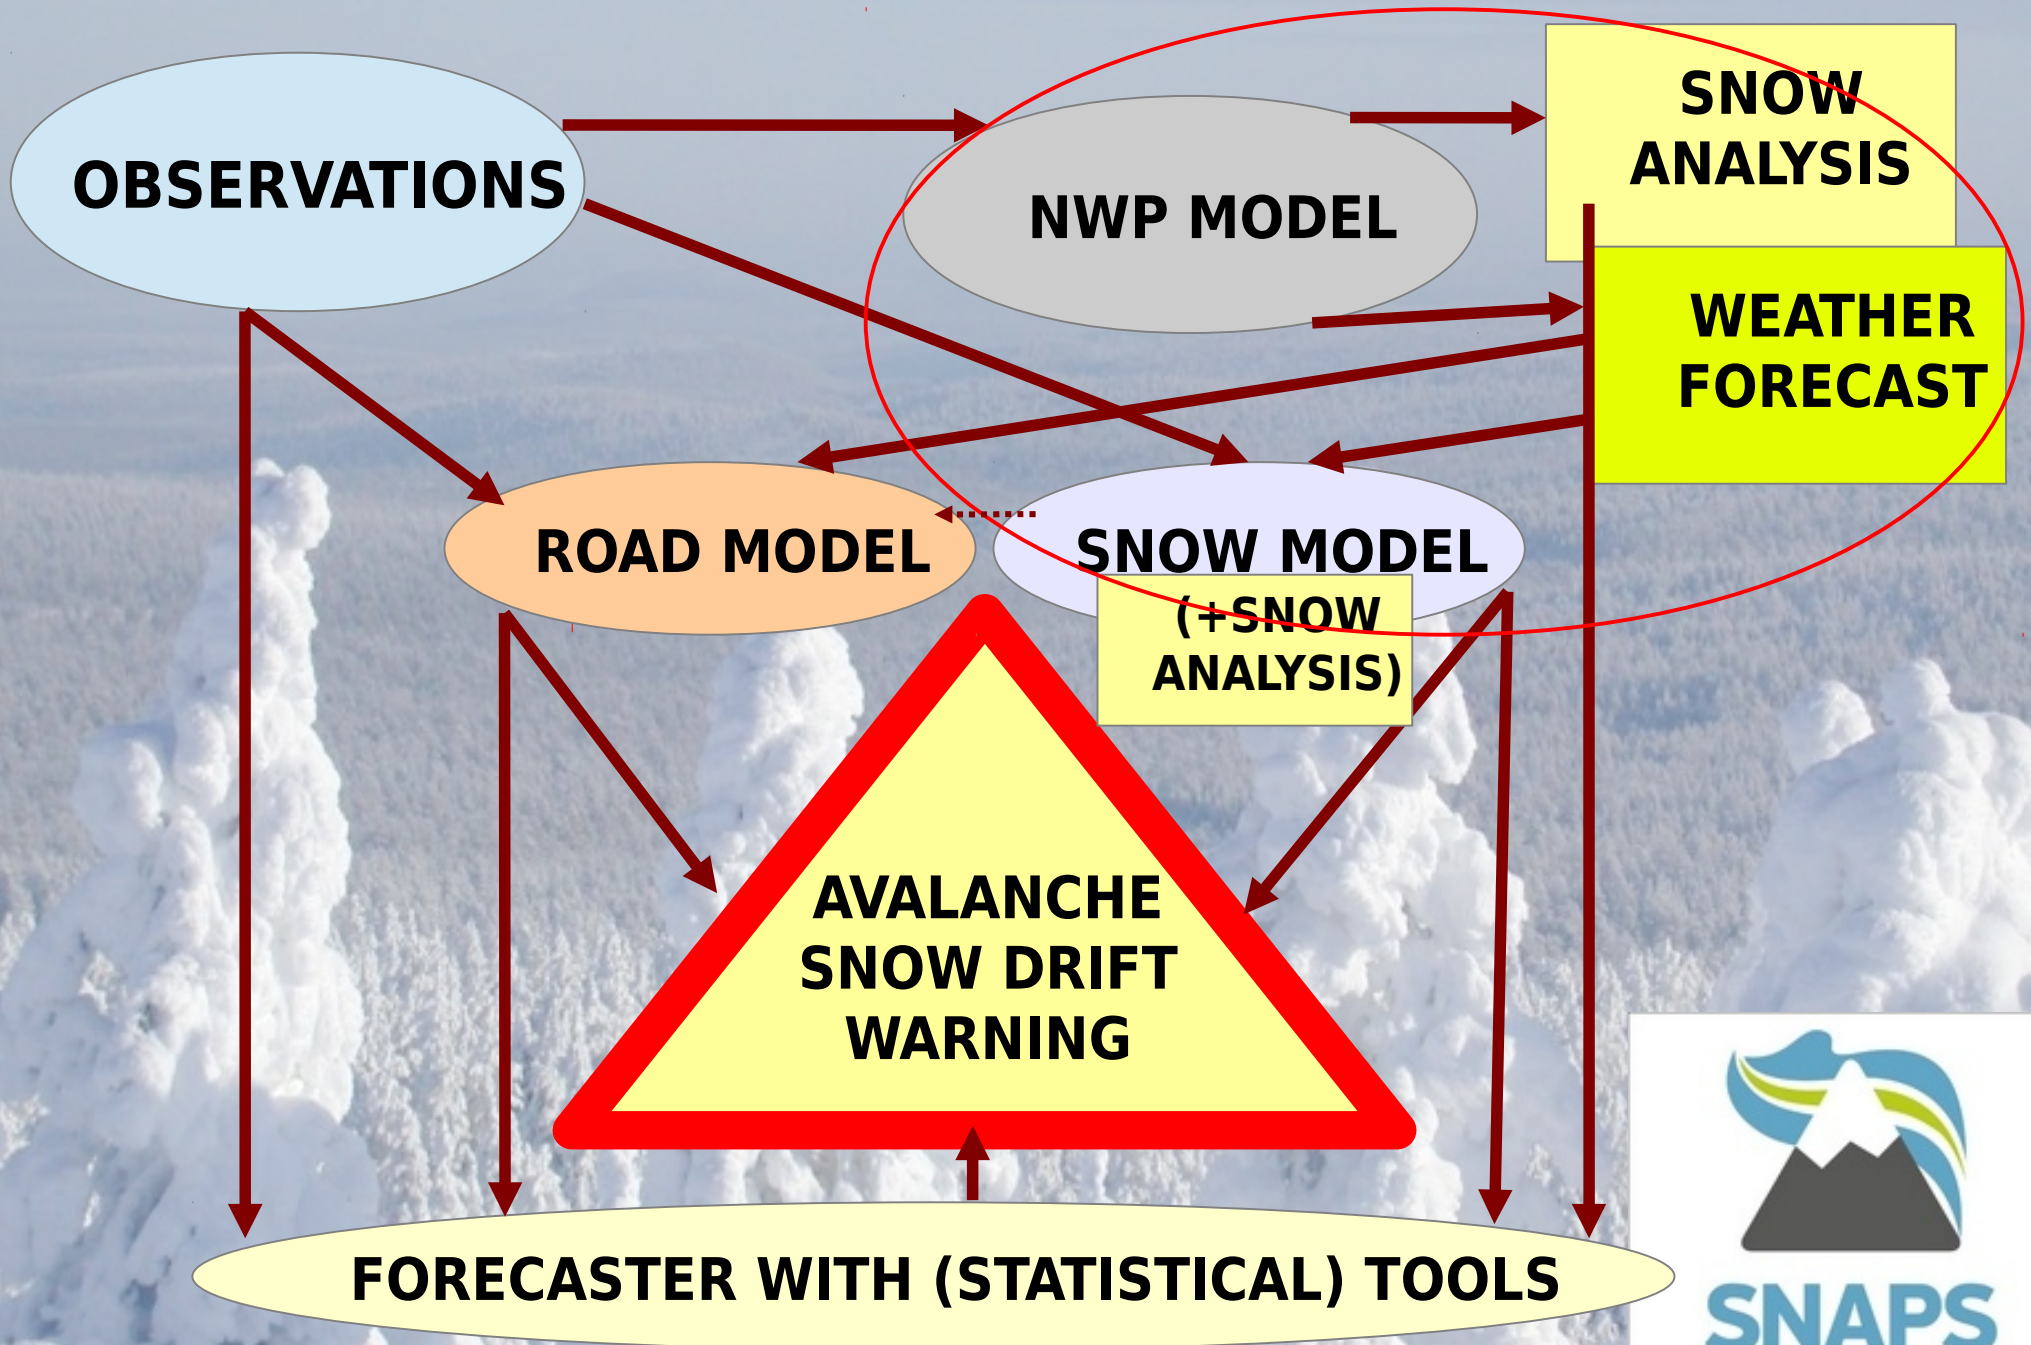 OBSERVATIONS
NWP MODEL
SNOW
ANALYSIS
WEATHER
FORECAST
ROAD MODEL
SNOW MODEL
(+SNOW
ANALYSIS)
AVALANCHE
SNOW DRIFT
WARNING
FORECASTER WITH (STATISTICAL) TOOLS
SNAPS